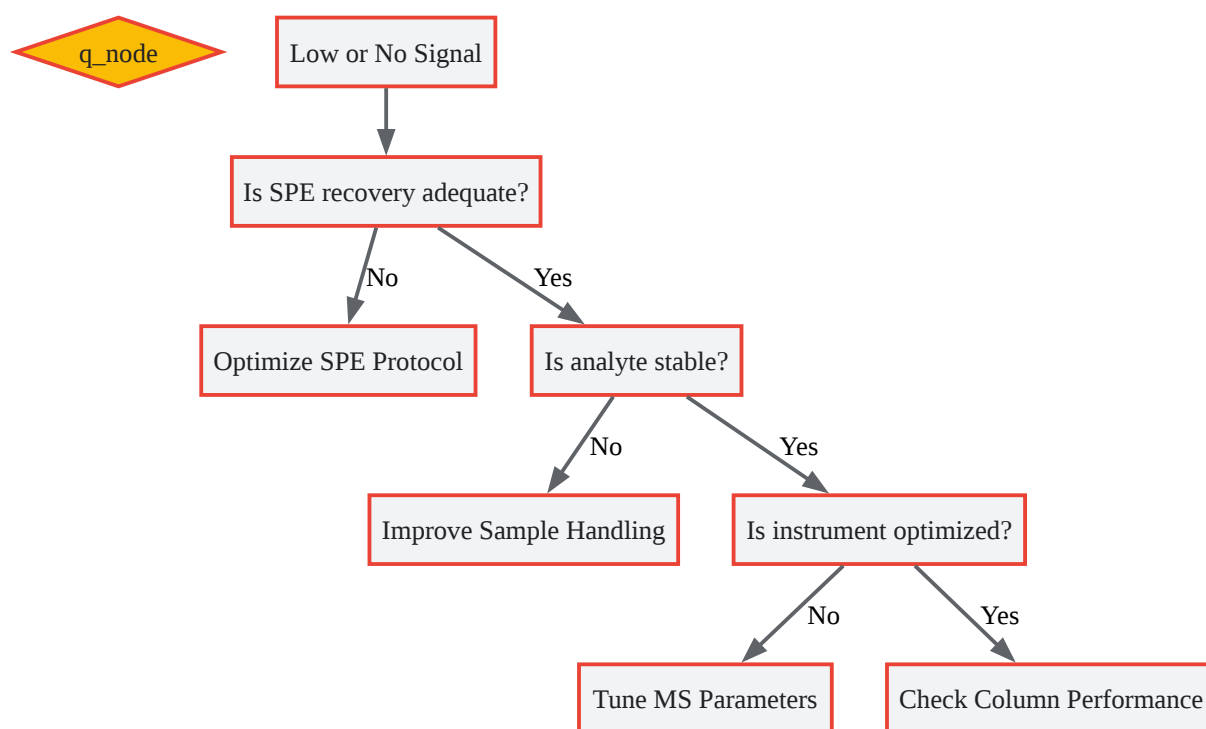 q_node
Low or No Signal
Is SPE recovery adequate?
No
Yes
Optimize SPE Protocol
Is analyte stable?
No
Yes
Improve Sample Handling
Is instrument optimized?
No
Yes
Tune MS Parameters
Check Column Performance